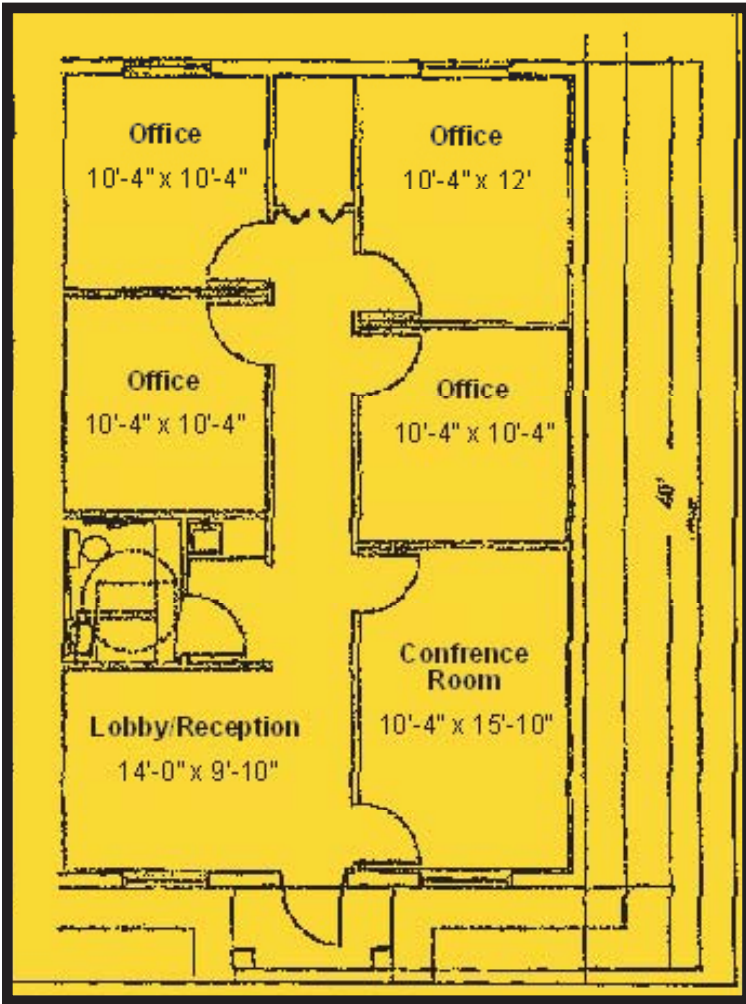 Office
10'-4" x 10'-4"
Office
10'-4" x 12'
Office
10'-4" x 10'-4"
Office
10'-4" x 10'-4"
40'
Confrence
Room
10'-4" x 15'-10"
Lobby/Reception
14'-0" x 9'-10"